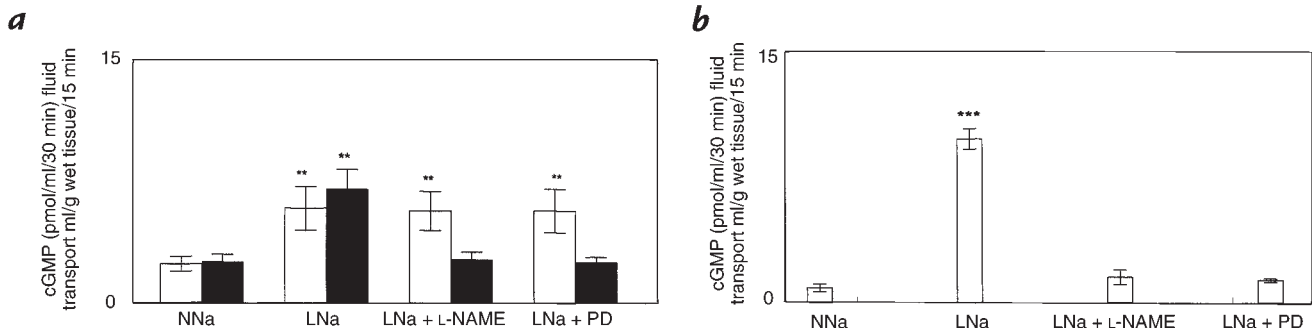 a
cGMP (pmol/ml/30 min) fluid
transport ml/g wet tissue/15 min
15
0
** ** ** **
NNa LNa LNa + L-NAME LNa + PD
b
cGMP (pmol/ml/30 min) fluid
transport ml/g wet tissue/15 min
15
0
***
NNa LNa LNa + L-NAME LNa + PD